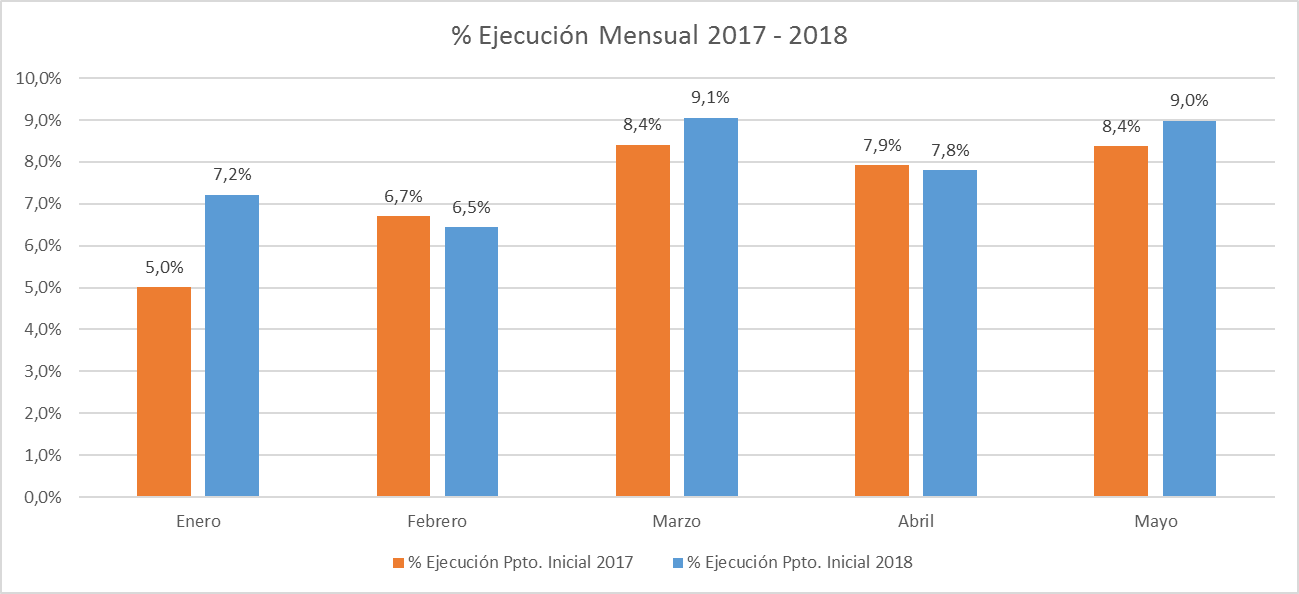 % Ejecución Mensual 2017 - 2018
10,0%
9,0%
8,0%
7,0%
6,0%
5,0%
4,0%
3,0%
2,0%
1,0%
0,0%
5,0%
7,2%
6,7%
6,5%
8,4%
9,1%
7,9%
7,8%
8,4%
9,0%
Enero
Febrero
Marzo
Abril
Mayo
% Ejecución Ppto. Inicial 2017
% Ejecución Ppto. Inicial 2018